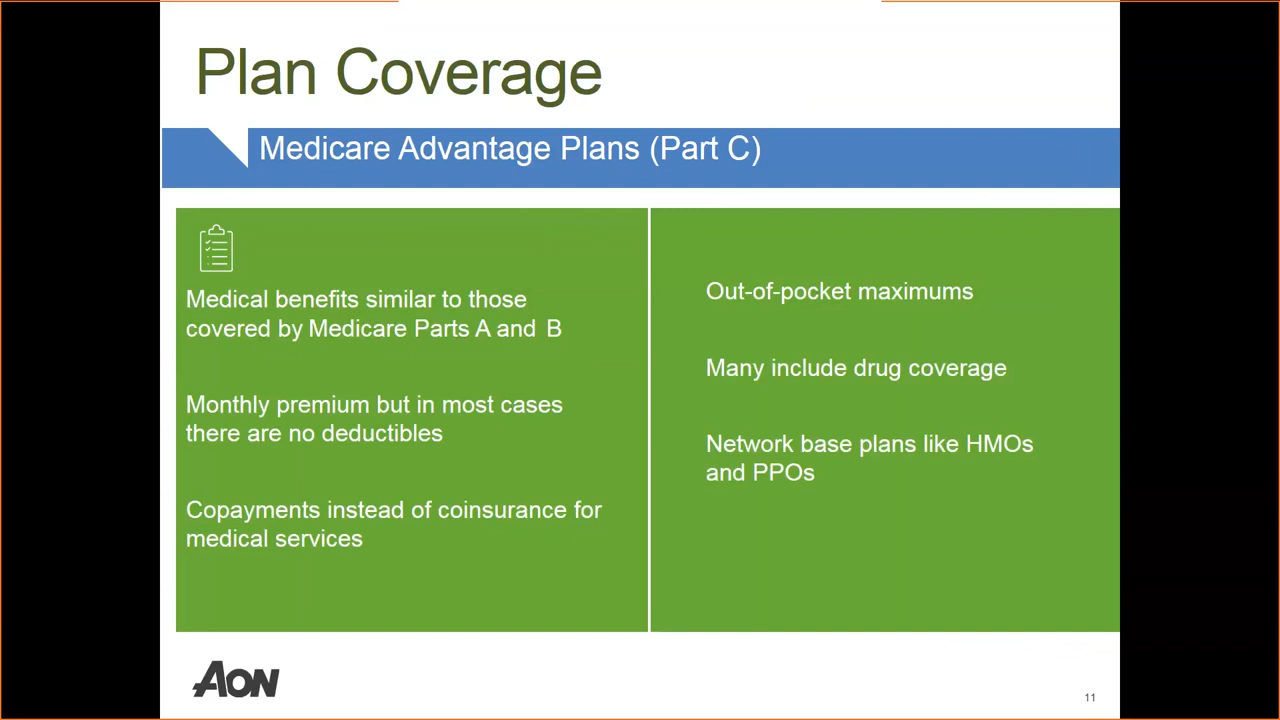 Plan Coverage
Medicare Advantage Plans (Part C)
Medical benefits similar to those
covered by Medicare Parts A and B
Monthly premium but in most cases
there are no deductibles
Copayments instead of coinsurance for
medical services
Out-of-pocket maximums
Many include drug coverage
Network base plans like HMOs
and PPOs
AON
11